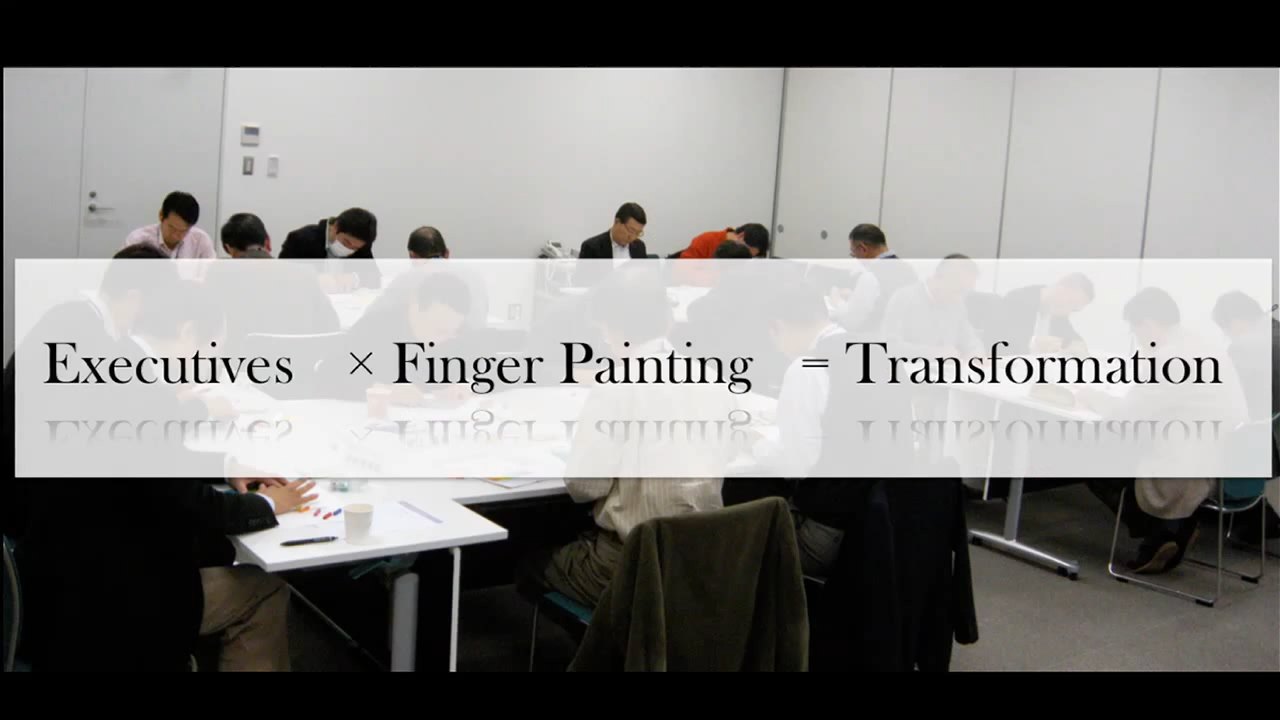 Executives × Finger Painting = Transformation